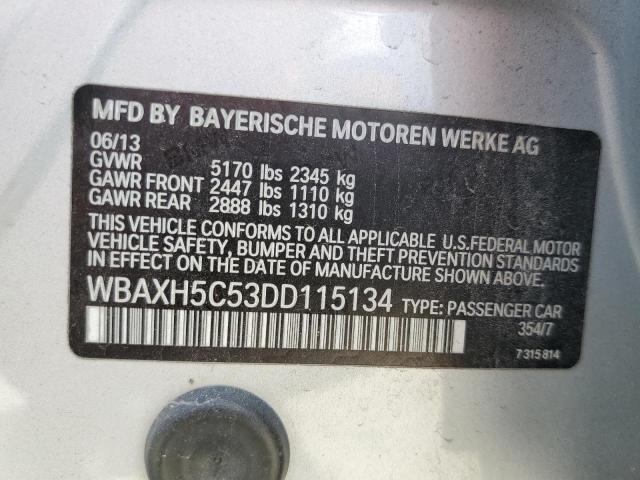 MFD BY BAYERISCHE MOTOREN WERKE AG
06/13
GVWR 5170 lbs 2345 kg
GAWR FRONT 2447 lbs 1110 kg
GAWR REAR 2888 lbs 1310 kg
THIS VEHICLE CONFORMS TO ALL APPLICABLE U.S.FEDERAL MOTOR
VEHICLE SAFETY, BUMPER AND THEFT PREVENTION STANDARDS
IN EFFECT ON THE DATE OF MANUFACTURE SHOWN ABOVE.
WBAXH5C53DD115134 TYPE: PASSENGER CAR
354/7
7315814